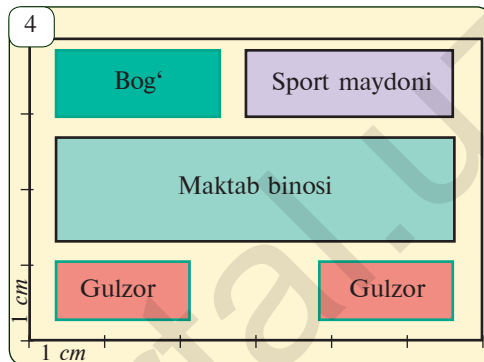 4
Bog‘
Sport maydoni
Maktab binosi
Gulzor
Gulzor
1 cm
1 cm